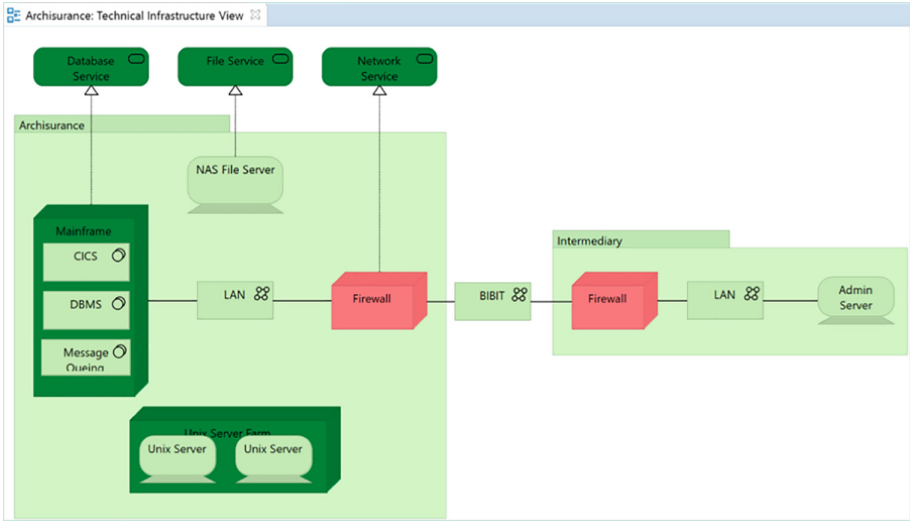 Archisurance: Technical Infrastructure View
Database
Service
File Service
Network
Service
Archisurance
NAS File Server
Mainframe
CICS
DBMS
Message
Queing
LAN
Firewall
BIBIT
Intermediary
Firewall
LAN
Admin
Server
Unix Server Farm
Unix Server
Unix Server